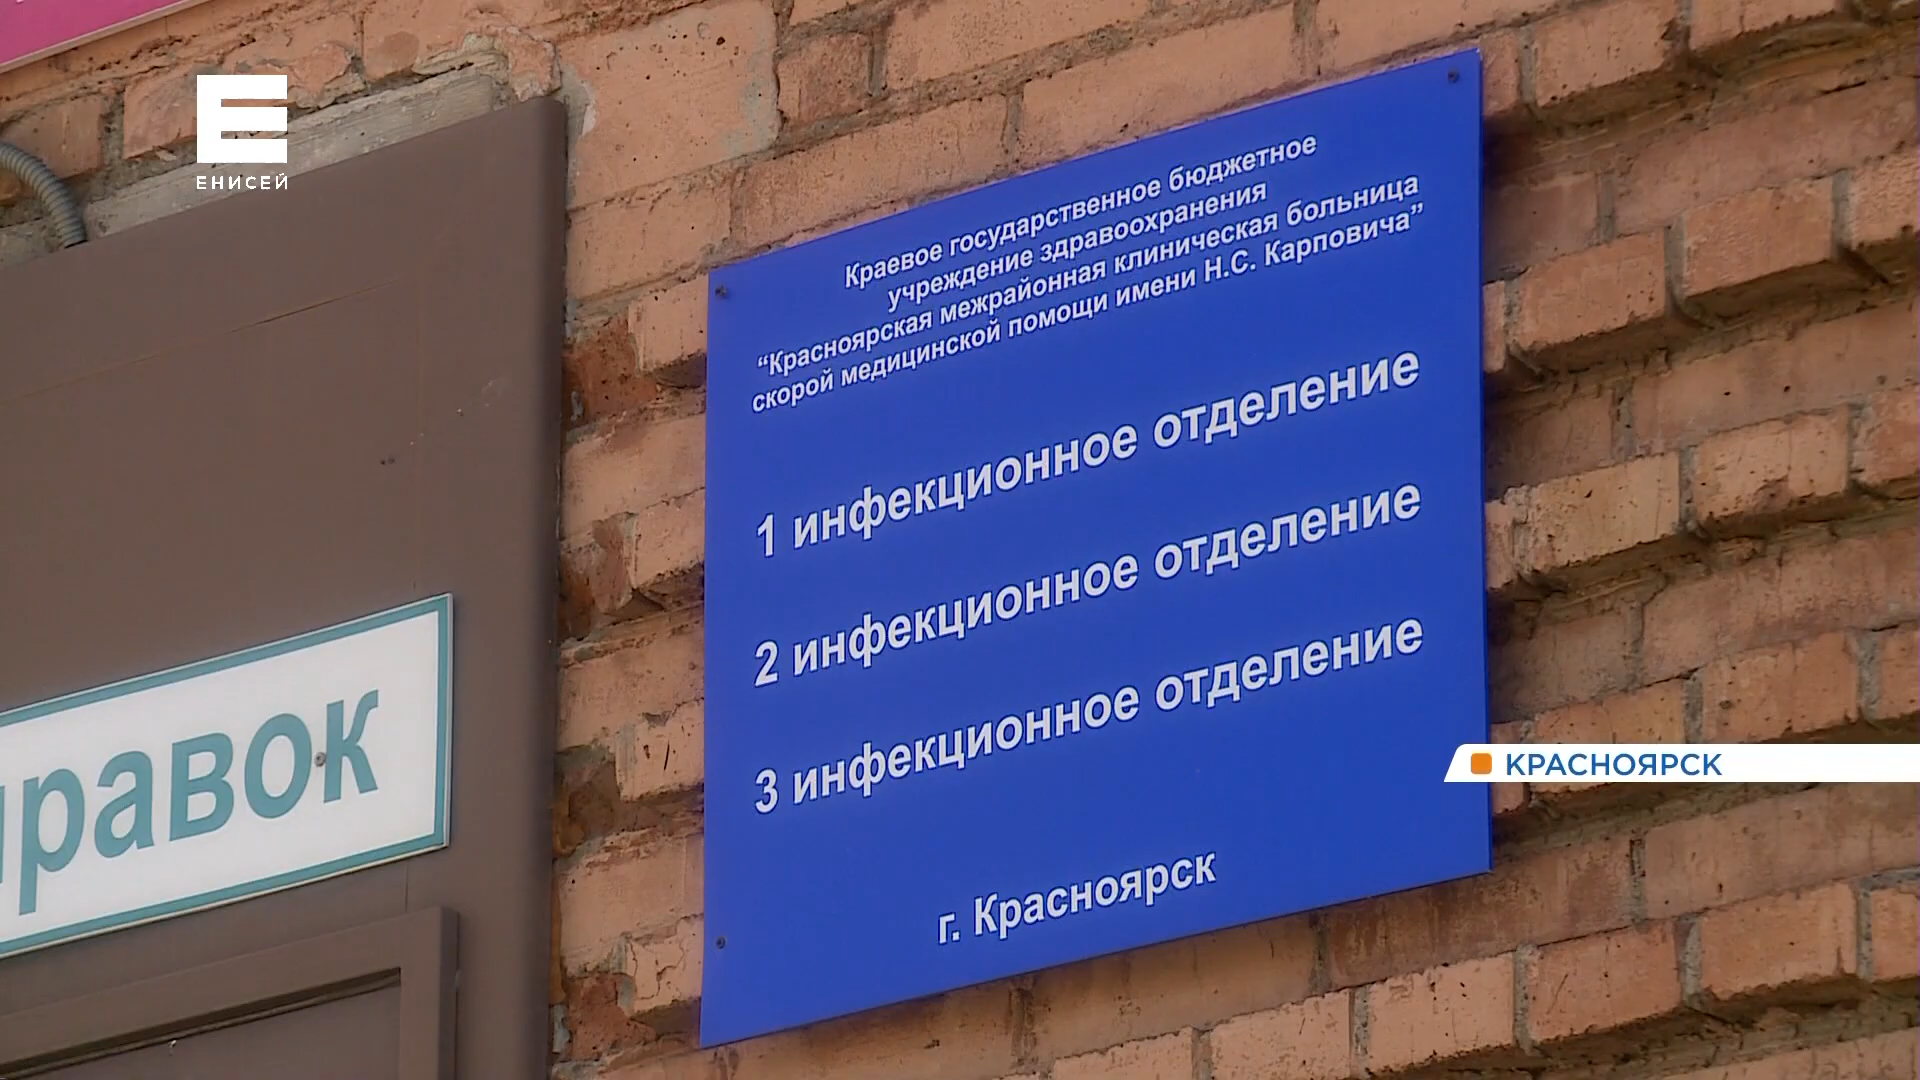 ЕНИСЕЙ
Краевое государственное бюджетное
учреждение здравоохранения
“Красноярская межрайонная клиническая больница
скорой медицинской помощи имени Н.С. Карповича”
1 инфекционное отделение
2 инфекционное отделение
3 инфекционное отделение
г. Красноярск
КРАСНОЯРСК